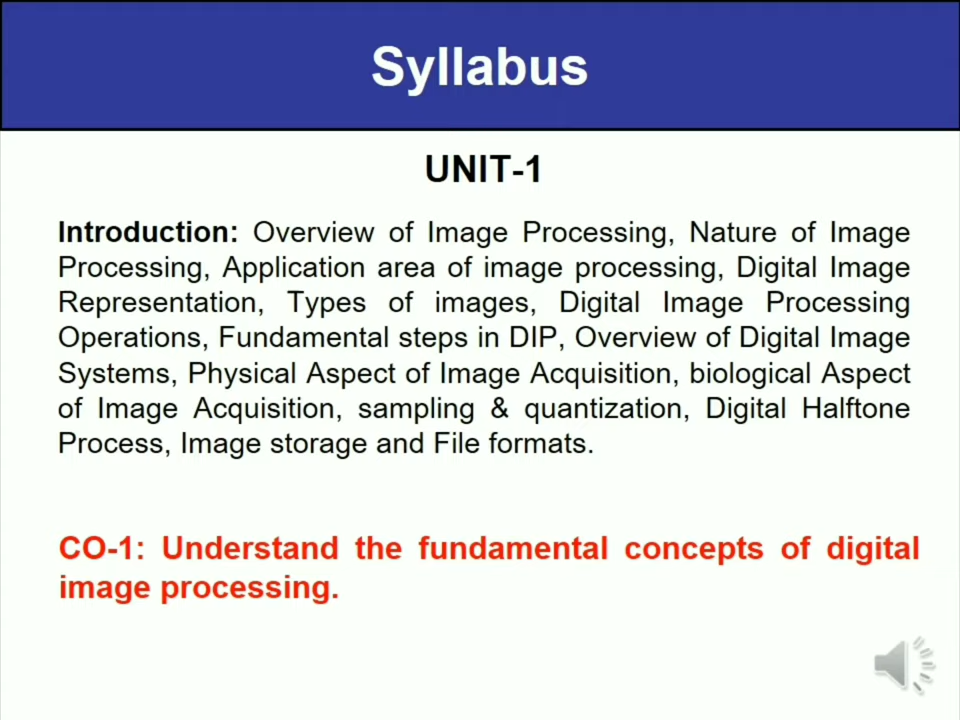 Syllabus
UNIT-1
Introduction: Overview of Image Processing, Nature of Image
Processing, Application area of image processing, Digital Image
Representation, Types of images, Digital Image Processing
Operations, Fundamental steps in DIP, Overview of Digital Image
Systems, Physical Aspect of Image Acquisition, biological Aspect
of Image Acquisition, sampling & quantization, Digital Halftone
Process, Image storage and File formats.
CO-1: Understand the fundamental concepts of digital
image processing.